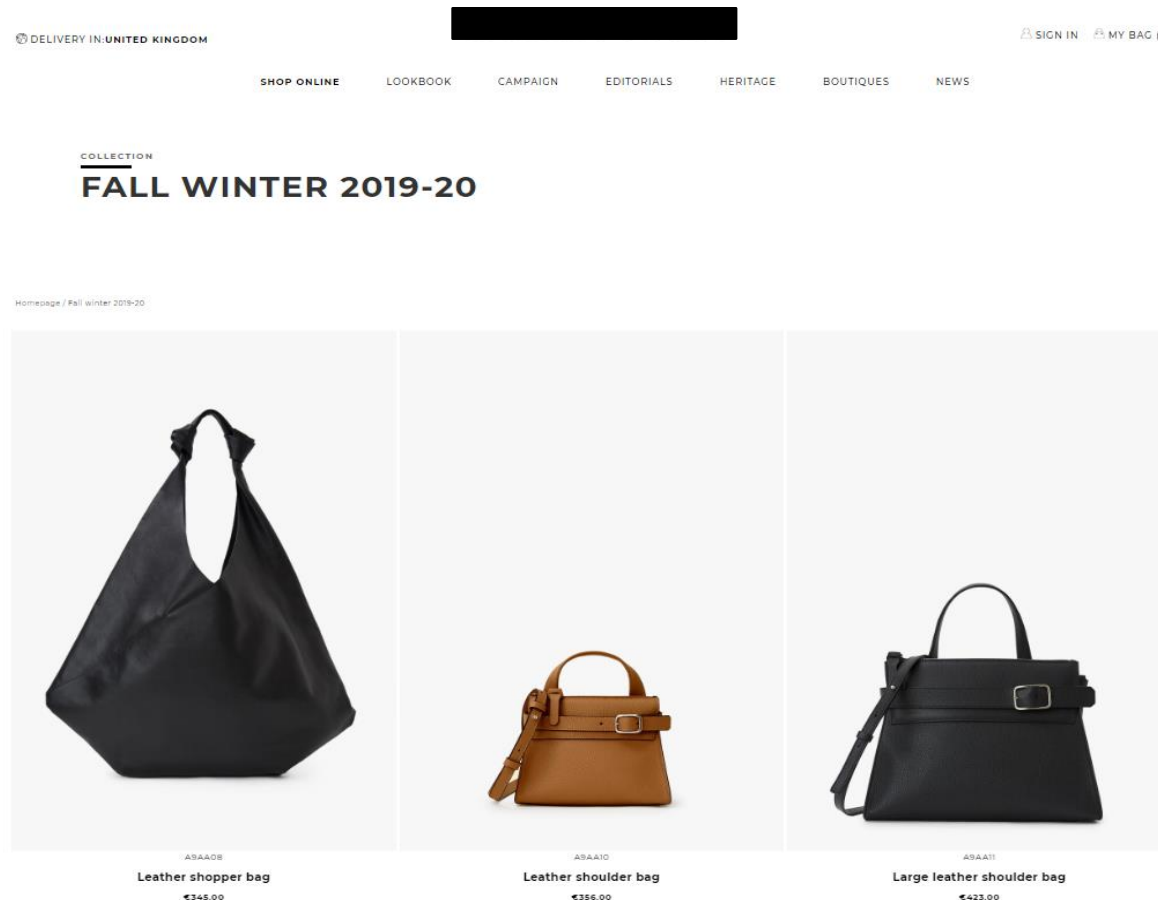 DELIVERY IN:UNITED KINGDOM
SIGN IN
MY BAG
SHOP ONLINE LOOKBOOK CAMPAIGN EDITORIALS HERITAGE BOUTIQUES NEWS
COLLECTION
FALL WINTER 2019-20
Homepage / Fall winter 2019-20
A9AA08
Leather shopper bag
€345.00
A9AA10
Leather shoulder bag
€356.00
A9AA11
Large leather shoulder bag
€423.00